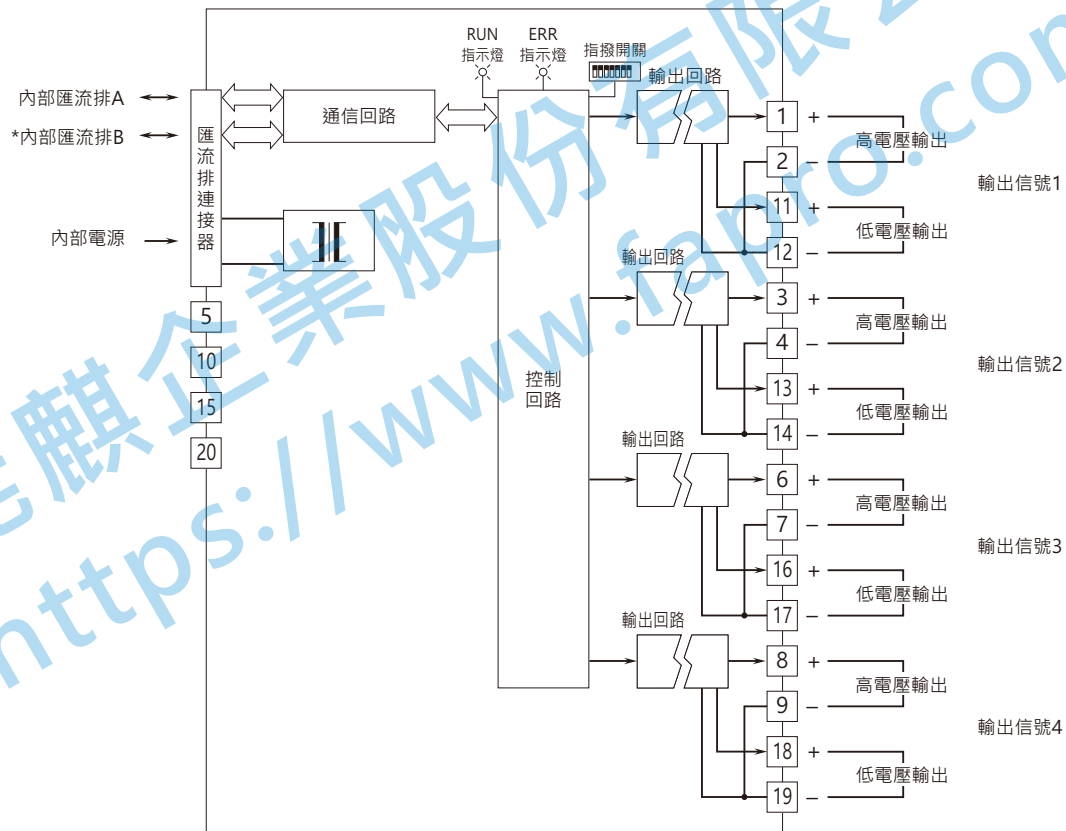 RUN
指示燈
ERR
指示燈
指撥開關
輸出回路
內部匯流排A
*內部匯流排B
匯流排連接器
通信回路
內部電源
5
10
15
20
控制
回路
1 +
高電壓輸出
2 –
11 +
低電壓輸出
12 –
輸出信號1
輸出回路
3 +
高電壓輸出
4 –
13 +
低電壓輸出
14 –
輸出信號2
輸出回路
6 +
高電壓輸出
7 –
16 +
低電壓輸出
17 –
輸出信號3
輸出回路
8 +
高電壓輸出
9 –
18 +
低電壓輸出
19 –
輸出信號4
麒企業股份有限
https://www.fapro.com